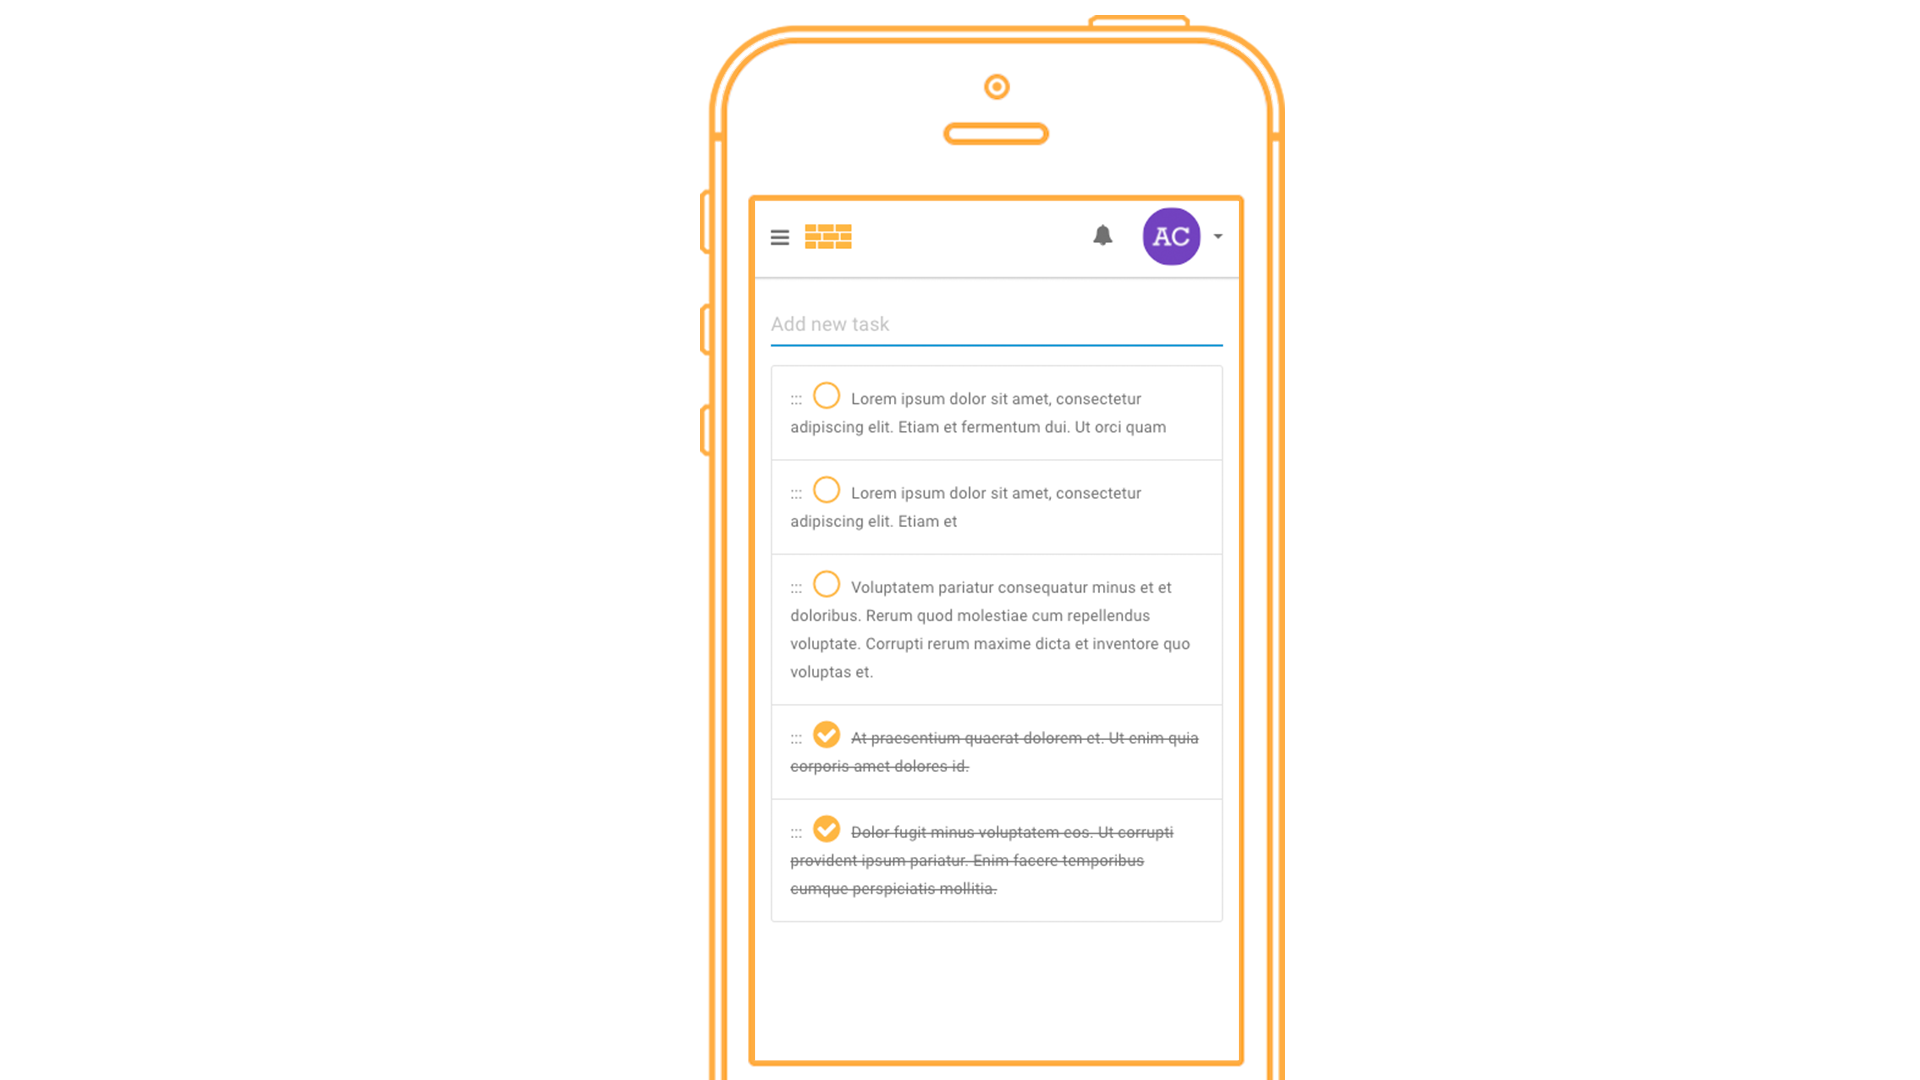 AC
Add new task
::: Lorem ipsum dolor sit amet, consectetur
adipiscing elit. Etiam et fermentum dui. Ut orci quam
::: Lorem ipsum dolor sit amet, consectetur
adipiscing elit. Etiam et
::: Voluptatem pariatur consequatur minus et et
doloribus. Rerum quod molestiae cum repellendus
voluptate. Corrupti rerum maxime dicta et inventore quo
voluptas et.
::: At praesentium quaerat dolorem et. Ut enim quia
corporis amet dolores id.
::: Dolor fugit minus voluptatem eos. Ut corrupti
provident ipsum pariatur. Enim facere temporibus
cumque perspiciatis mollitia.